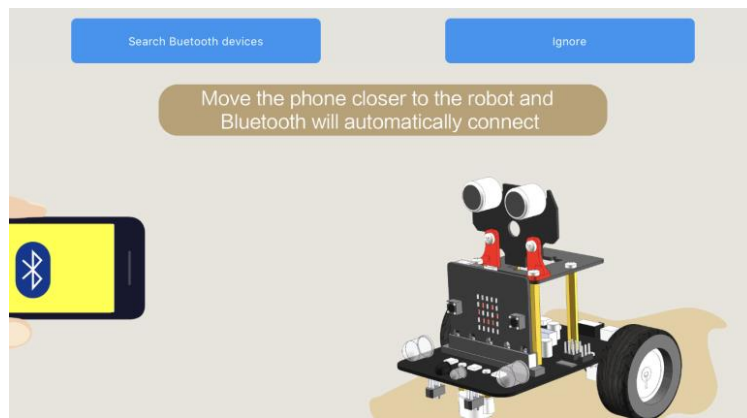 Search Buetooth devices
Ignore
Move the phone closer to the robot and
Bluetooth will automatically connect